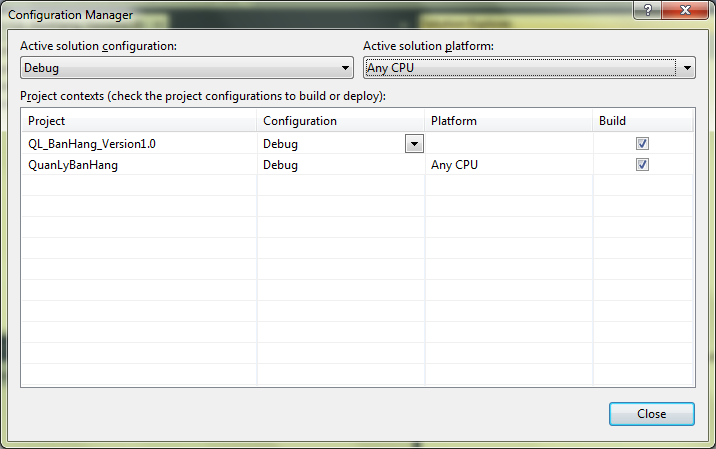 Configuration Manager
?
Active solution configuration:
Active solution platform:
Debug
Any CPU
Project contexts (check the project configurations to build or deploy):
Project Configuration Platform Build
QL_BanHang_Version1.0 Debug
QuanLyBanHang Debug Any CPU
Close